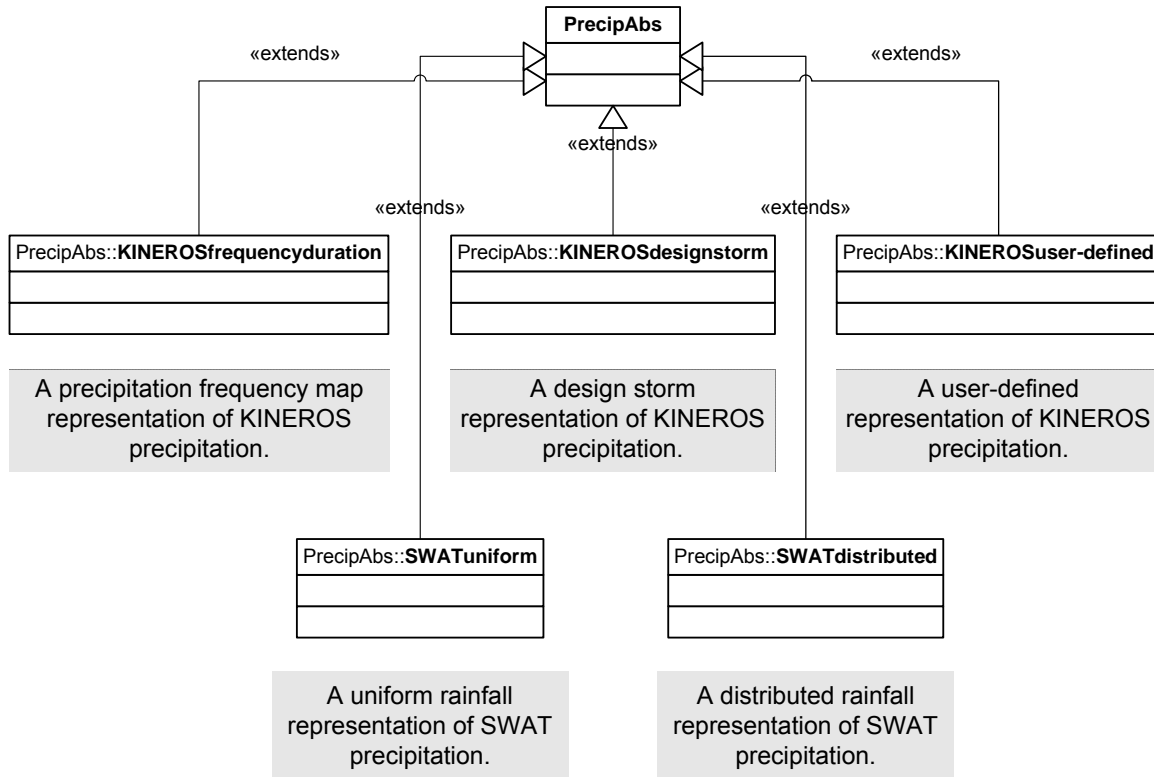 PrecipAbs
«extends»
«extends»
«extends»
«extends»
«extends»
PrecipAbs::KINEROSfrequencyduration
PrecipAbs::KINEROSdesignstorm
PrecipAbs::KINEROSuser-defined
A precipitation frequency map
representation of KINEROS
precipitation.
A design storm
representation of KINEROS
precipitation.
A user-defined
representation of KINEROS
precipitation.
PrecipAbs::SWATuniform
PrecipAbs::SWATdistributed
A uniform rainfall
representation of SWAT
precipitation.
A distributed rainfall
representation of SWAT
precipitation.